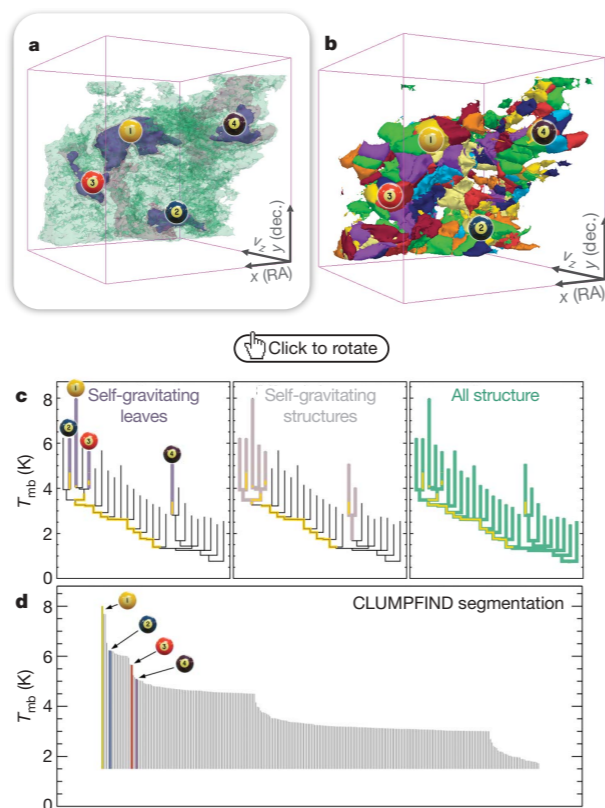 a
b
1
4
3
2
y (dec.)
v_z
x (RA)
1
4
3
2
y (dec.)
v_z
x (RA)
Click to rotate
c
8
6
4
2
0
T_mb (K)
1
2
3
4
Self-gravitating
leaves
Self-gravitating
structures
All structure
d
CLUMPFIND segmentation
8
6
4
2
0
T_mb (K)
1
2
3
4